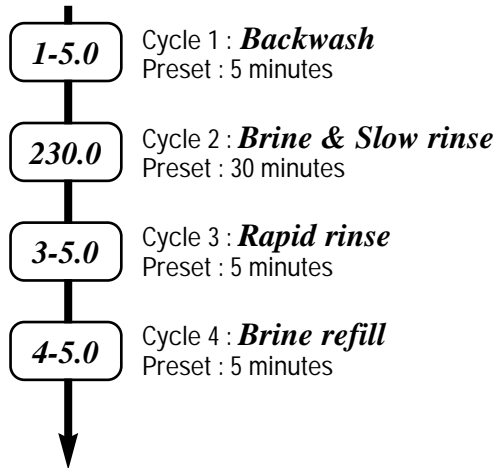 1-5.0
Cycle 1 : Backwash
Preset : 5 minutes
230.0
Cycle 2 : Brine & Slow rinse
Preset : 30 minutes
3-5.0
Cycle 3 : Rapid rinse
Preset : 5 minutes
4-5.0
Cycle 4 : Brine refill
Preset : 5 minutes